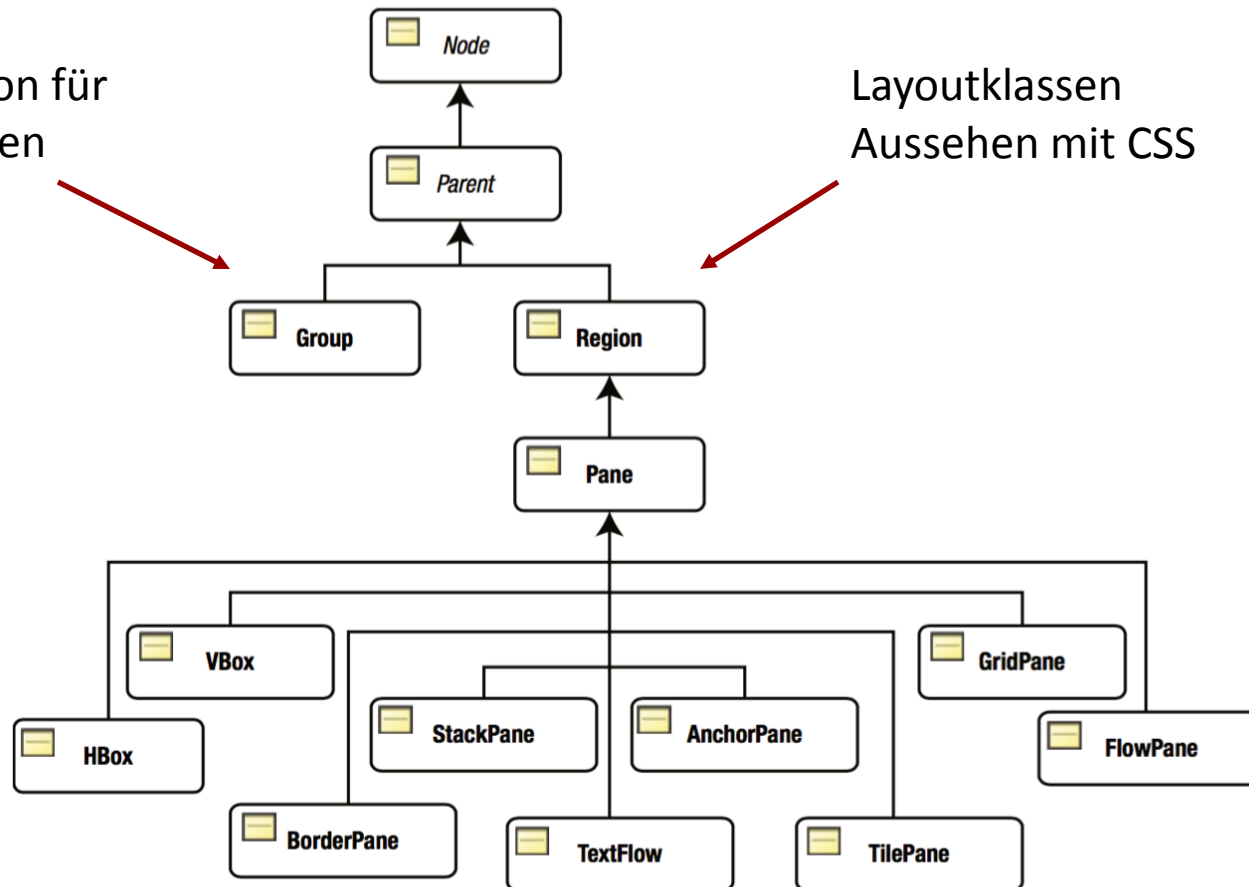 Node
on für
en
Layoutklassen
Aussehen mit CSS
Parent
Group
Region
Pane
VBox
GridPane
StackPane
AnchorPane
HBox
FlowPane
BorderPane
TextFlow
TilePane